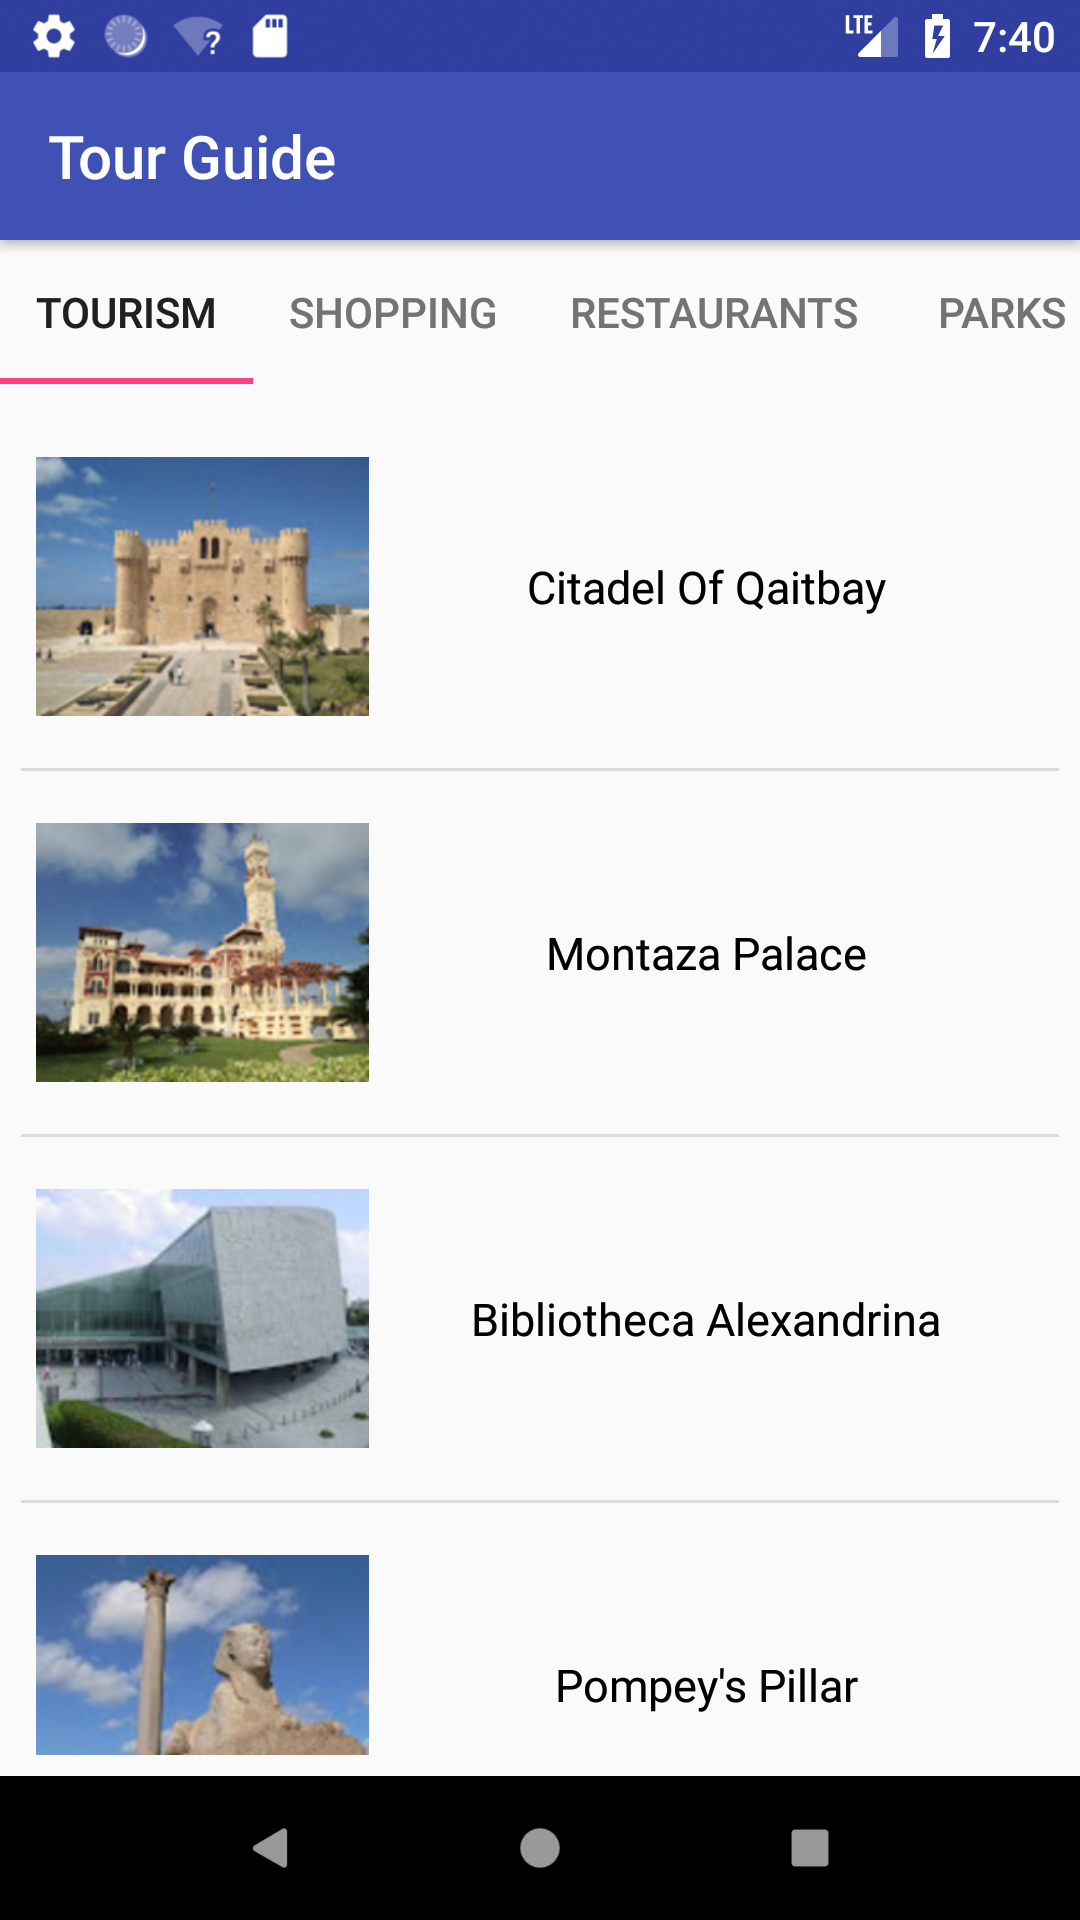 LTE 7:40
Tour Guide
TOURISM SHOPPING RESTAURANTS PARKS
Citadel Of Qaitbay
Montaza Palace
Bibliotheca Alexandrina
Pompey's Pillar